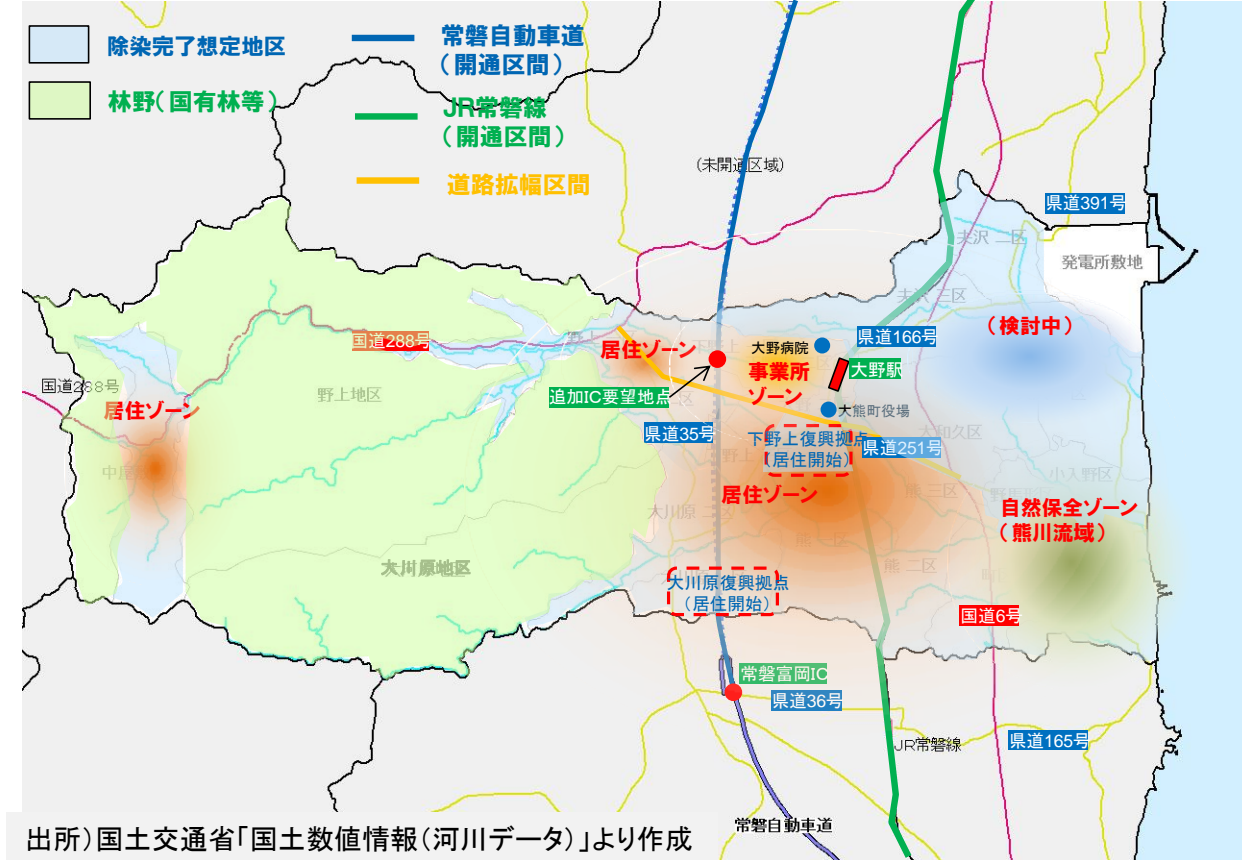 除染完了想定地区
林野(国有林等)
常磐自動車道
(開通区間)
JR常磐線
(開通区間)
道路拡幅区間
(未開通区域)
県道391号
夫沢 二区
発電所敷地
夫沢 三区
(検討中)
県道166号
大野病院
国道288号
居住ゾーン
事業所
ゾーン
大野駅
国道288号
野上地区
追加IC要望地点
居住ゾーン
大熊町役場
県道35号
下野上復興拠点
(居住開始)
大和久区
県道251号
小入野区
居住ゾーン
熊 三区
自然保全ゾーン
(熊川流域)
大川原 二区
熊 二区
大川原地区
大川原復興拠点
(居住開始)
国道6号
常磐富岡IC
県道36号
JR常磐線
県道165号
常磐自動車道
出所)国土交通省「国土数値情報(河川データ)」より作成